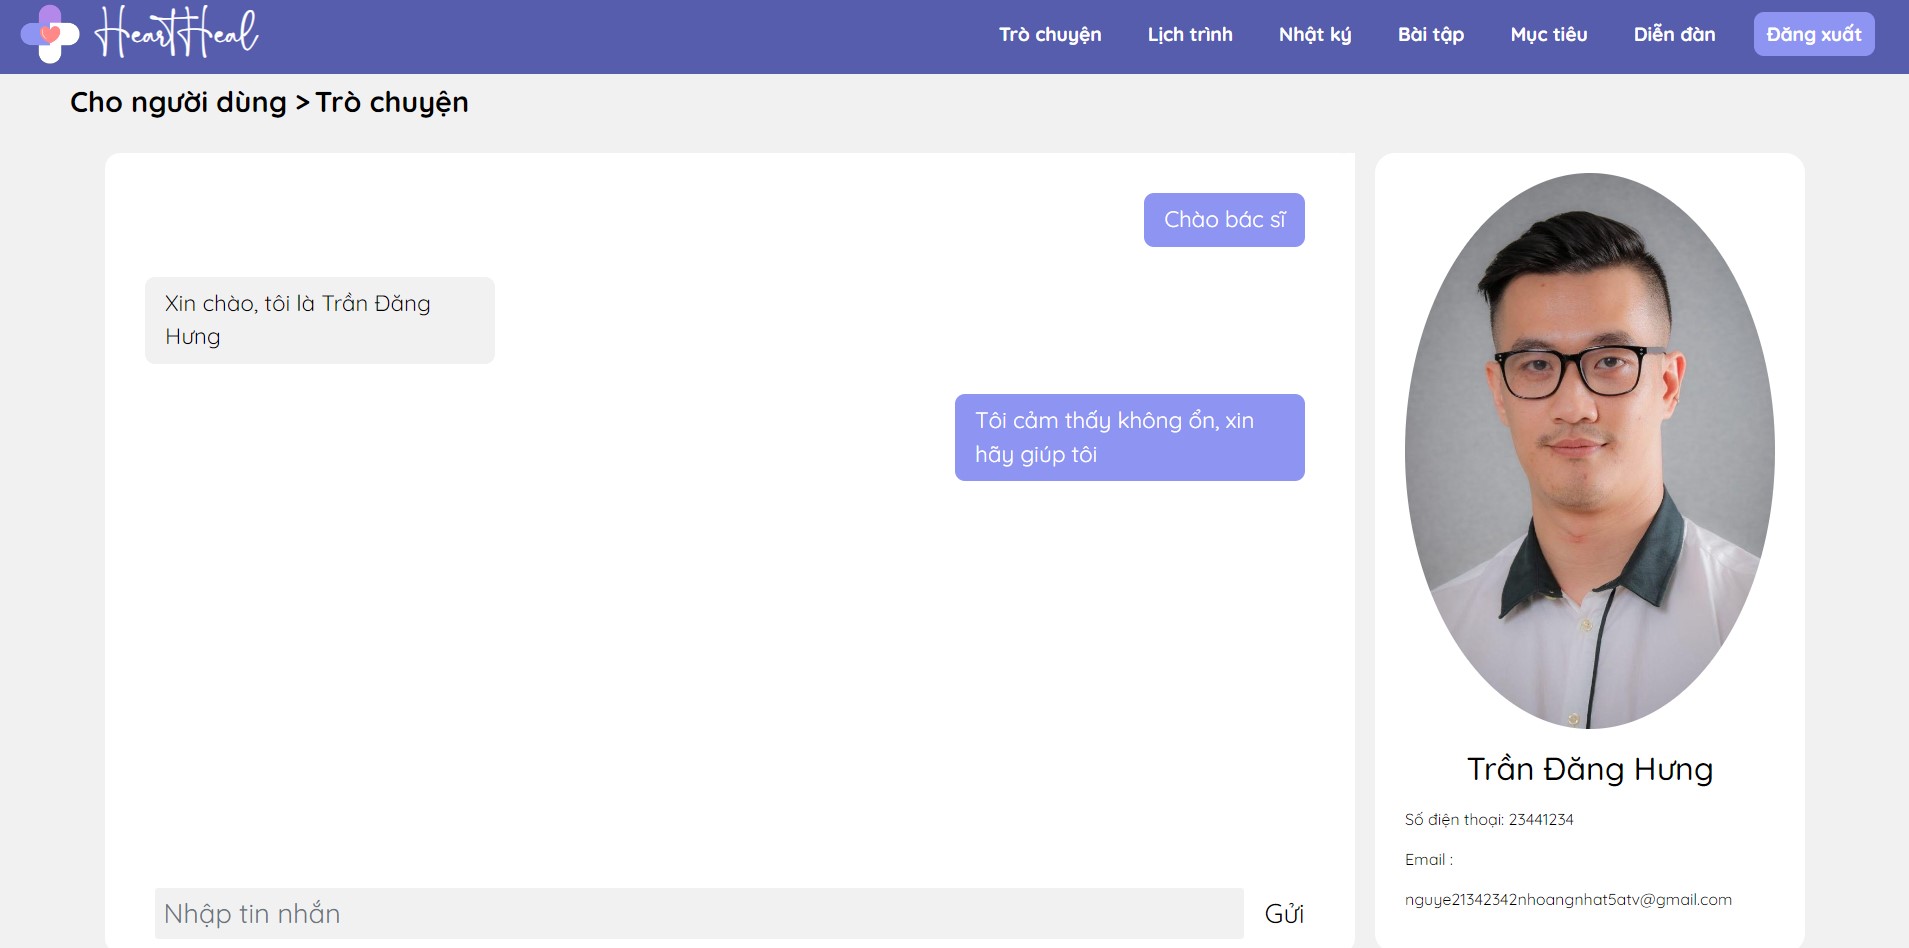 HeartHeal
Trò chuyện
Lịch trình
Nhật ký
Bài tập
Mục tiêu
Diễn đàn
Đăng xuất
Cho người dùng > Trò chuyện
Chào bác sĩ
Xin chào, tôi là Trần Đăng
Hưng
Tôi cảm thấy không ổn, xin
hãy giúp tôi
Nhập tin nhắn
Gửi
Trần Đăng Hưng
Số điện thoại: 23441234
Email :
nguye21342342nhoangnhat5atv@gmail.com